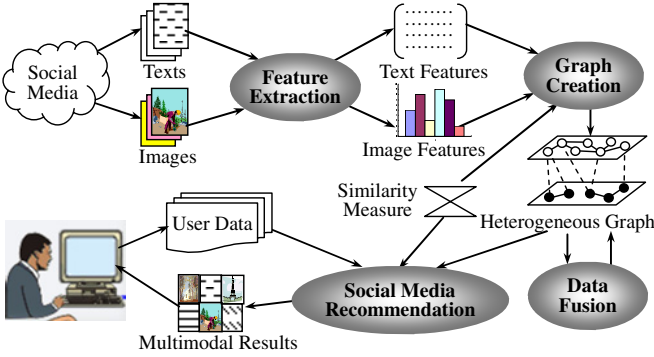 Social
Media
Texts
Images
Feature
Extraction
Text Features
Image Features
Graph
Creation
Similarity
Measure
Heterogeneous Graph
User Data
Social Media
Recommendation
Data
Fusion
Multimodal Results